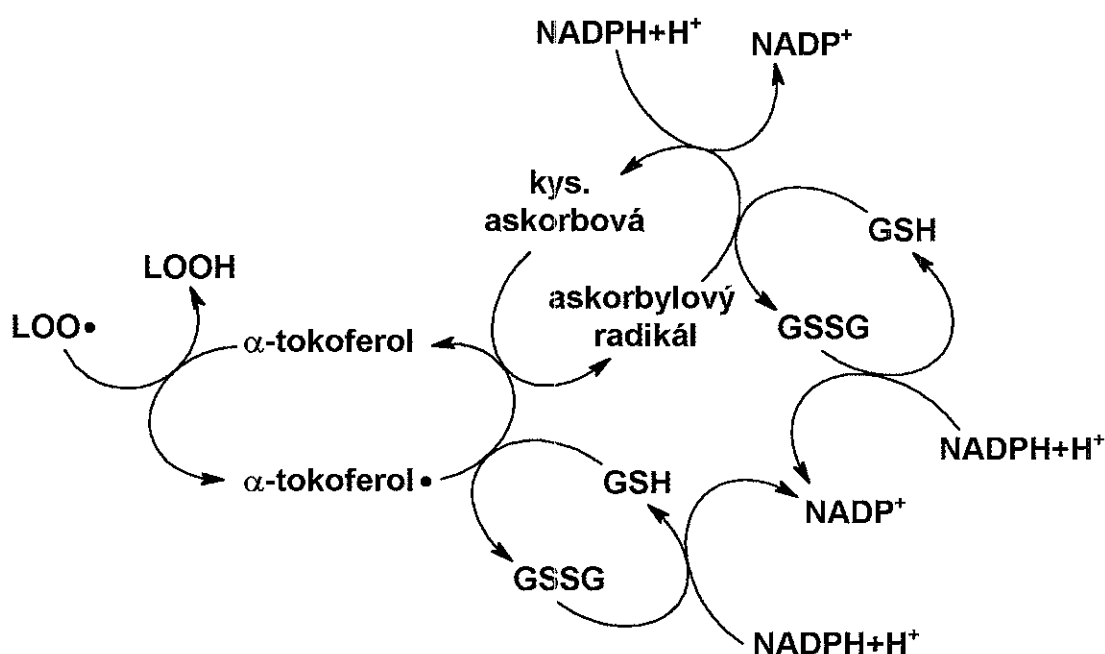 NADPH+H⁺
NADP⁺
kys.
askorbová
GSH
LOOH
askorbylový
radikál
LOO•
GSSG
α-tokoferol
NADPH+H⁺
α-tokoferol •
GSH
NADP⁺
GSSG
NADPH+H⁺